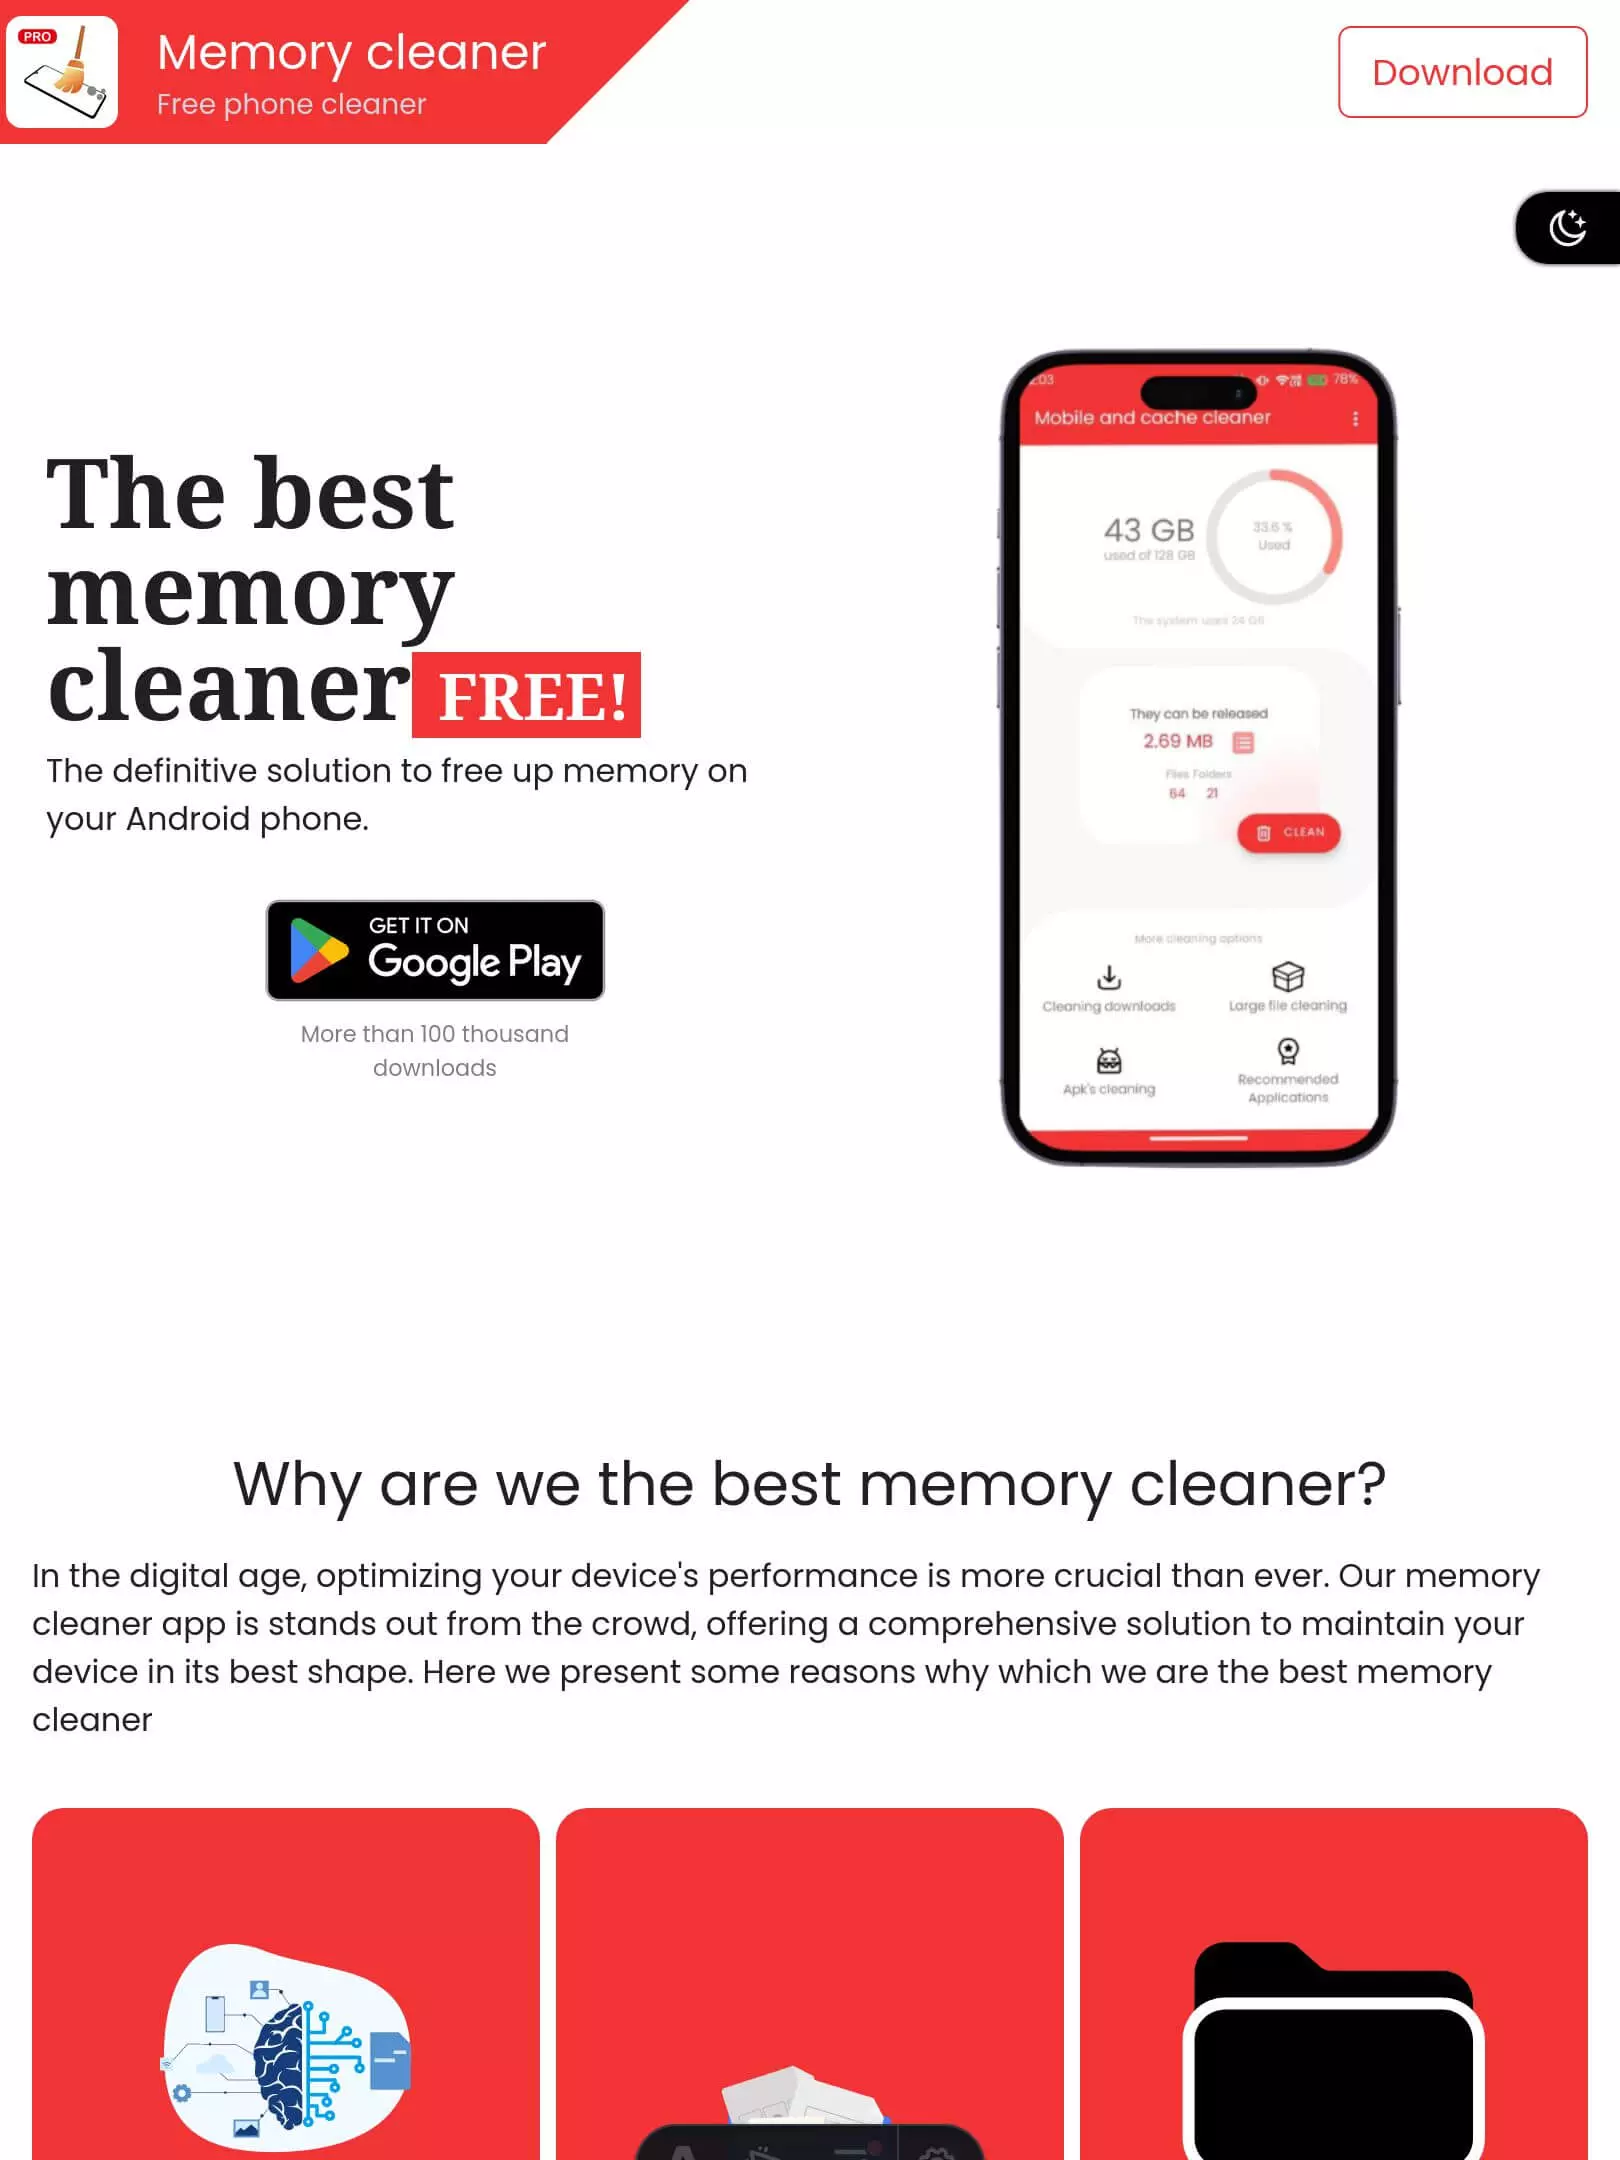 PRO
Memory cleaner
Free phone cleaner
Download
The best
memory
cleaner FREE!
The definitive solution to free up memory on
your Android phone.
GET IT ON
Google Play
More than 100 thousand
downloads
:03
78%
Mobile and cache cleaner
43 GB
used of 128 GB
33.6 %
Used
The system uses 24 GB
They can be released
2.69 MB
Files Folders
64 21
CLEAN
More cleaning options
Cleaning downloads
Large file cleaning
Apk's cleaning
Recommended
Applications
Why are we the best memory cleaner?
In the digital age, optimizing your device's performance is more crucial than ever. Our memory
cleaner app is stands out from the crowd, offering a comprehensive solution to maintain your
device in its best shape. Here we present some reasons why which we are the best memory
cleaner